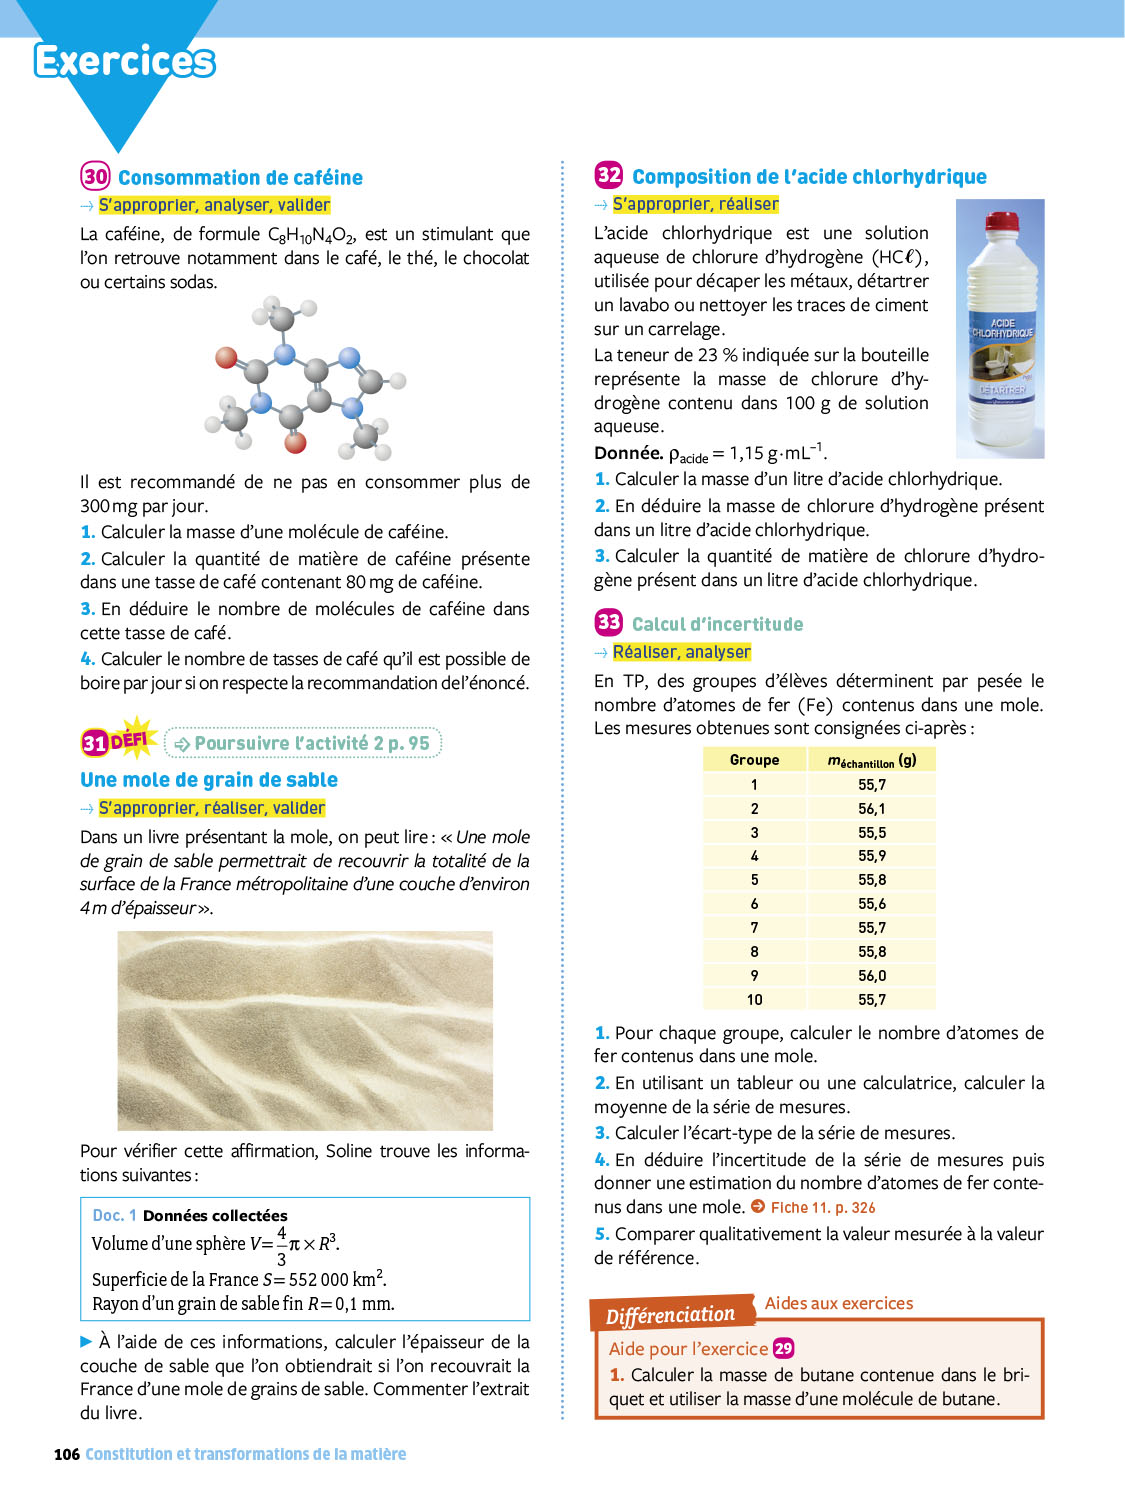 Exercices
30 Consommation de caféine
→ S'approprier, analyser, valider
La caféine, de formule C₈H₁₀N₄O₂, est un stimulant que
l'on retrouve notamment dans le café, le thé, le chocolat
ou certains sodas.
Il est recommandé de ne pas en consommer plus de
300 mg par jour.
1. Calculer la masse d'une molécule de caféine.
2. Calculer la quantité de matière de caféine présente
dans une tasse de café contenant 80 mg de caféine.
3. En déduire le nombre de molécules de caféine dans
cette tasse de café.
4. Calculer le nombre de tasses de café qu'il est possible de
boire par jour si on respecte la recommandation de l'énoncé.
31 DÉFI Poursuivre l'activité 2 p. 95
Une mole de grain de sable
→ S'approprier, réaliser, valider
Dans un livre présentant la mole, on peut lire : « Une mole
de grain de sable permettrait de recouvrir la totalité de la
surface de la France métropolitaine d'une couche d'environ
4 m d'épaisseur ».
Pour vérifier cette affirmation, Soline trouve les informa-
tions suivantes :
Doc. 1 Données collectées
Volume d'une sphère V = 4/3 π × R³.
Superficie de la France S = 552 000 km².
Rayon d'un grain de sable fin R = 0,1 mm.
► À l'aide de ces informations, calculer l'épaisseur de la
couche de sable que l'on obtiendrait si l'on recouvrait la
France d'une mole de grains de sable. Commenter l'extrait
du livre.
32 Composition de l'acide chlorhydrique
→ S'approprier, réaliser
L'acide chlorhydrique est une solution
aqueuse de chlorure d'hydrogène (HCℓ),
utilisée pour décaper les métaux, détartrer
un lavabo ou nettoyer les traces de ciment
sur un carrelage.
La teneur de 23 % indiquée sur la bouteille
représente la masse de chlorure d'hy-
drogène contenu dans 100 g de solution
aqueuse.
Donnée. ρacide = 1,15 g·mL⁻¹.
ACIDE
CHLORHYDRIQUE
DÉTARTRER
1. Calculer la masse d'un litre d'acide chlorhydrique.
2. En déduire la masse de chlorure d'hydrogène présent
dans un litre d'acide chlorhydrique.
3. Calculer la quantité de matière de chlorure d'hydro-
gène présent dans un litre d'acide chlorhydrique.
33 Calcul d'incertitude
→ Réaliser, analyser
En TP, des groupes d'élèves déterminent par pesée le
nombre d'atomes de fer (Fe) contenus dans une mole.
Les mesures obtenues sont consignées ci-après :
Groupe méchantillon (g)
1 55,7
2 56,1
3 55,5
4 55,9
5 55,8
6 55,6
7 55,7
8 55,8
9 56,0
10 55,7
1. Pour chaque groupe, calculer le nombre d'atomes de
fer contenus dans une mole.
2. En utilisant un tableur ou une calculatrice, calculer la
moyenne de la série de mesures.
3. Calculer l'écart-type de la série de mesures.
4. En déduire l'incertitude de la série de mesures puis
donner une estimation du nombre d'atomes de fer conte-
nus dans une mole. Fiche 11. p. 326
5. Comparer qualitativement la valeur mesurée à la valeur
de référence.
Différenciation Aides aux exercices
Aide pour l'exercice 29
1. Calculer la masse de butane contenue dans le bri-
quet et utiliser la masse d'une molécule de butane.
106 Constitution et transformations de la matière